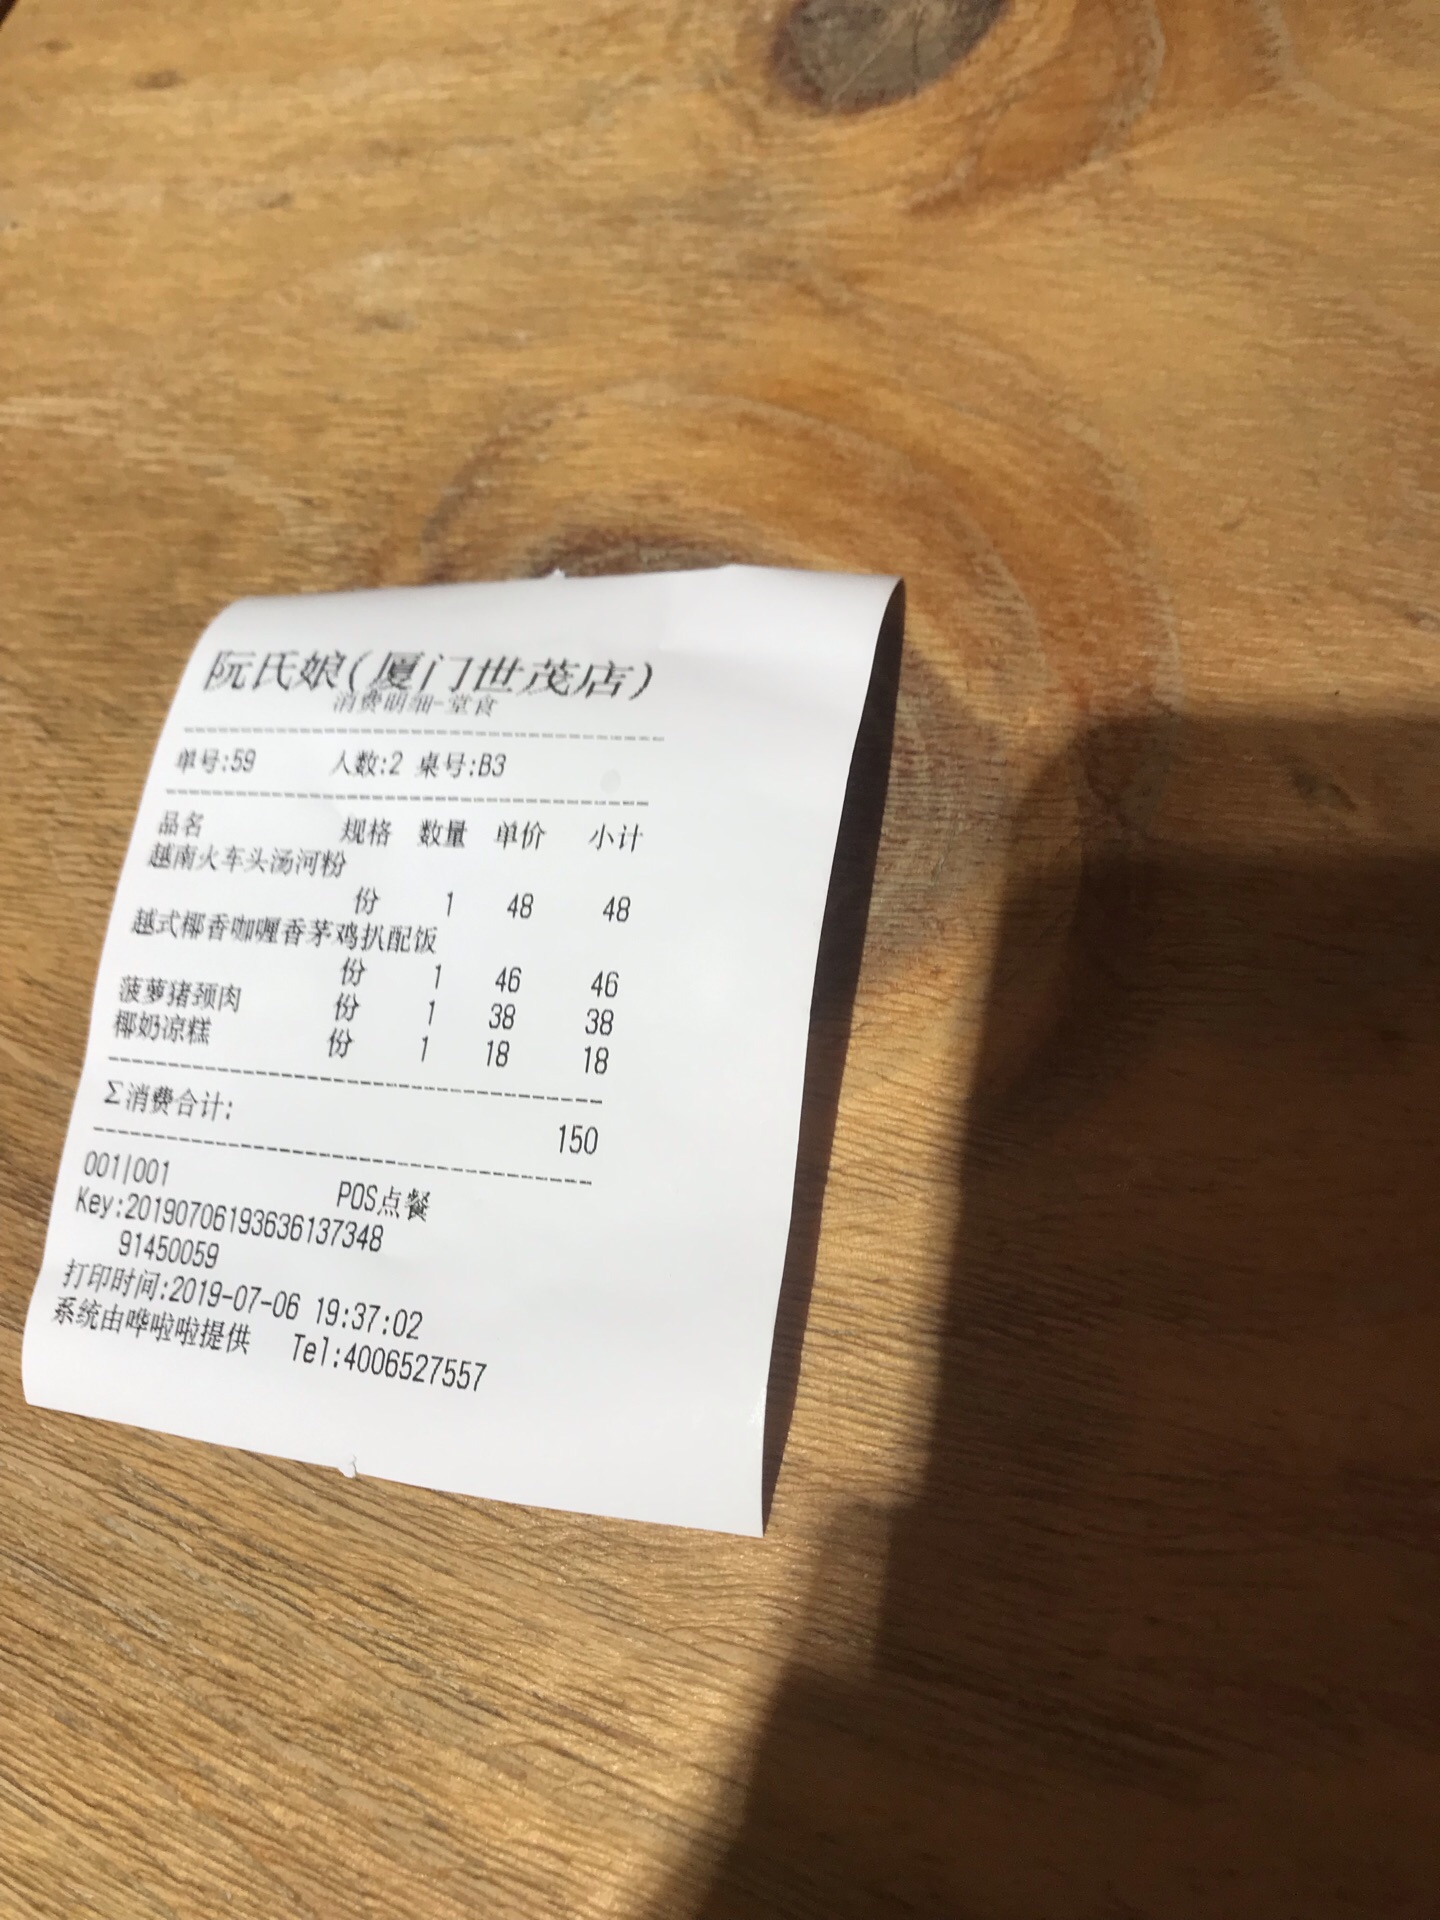 阮氏娘(厦门世茂店)
消费明细-堂食
单号:59 人数:2 桌号:B3
品名 规格 数量 单价 小计
越南火车头汤河粉
份 1 48 48
越式椰香咖喱香茅鸡扒配饭
份 1 46 46
菠萝猪颈肉 份 1 38 38
椰奶凉糕 份 1 18 18
Σ消费合计: 150
001|001 POS点餐
Key:20190706193636137348
91450059
打印时间:2019-07-06 19:37:02
系统由哗啦啦提供 Tel:4006527557